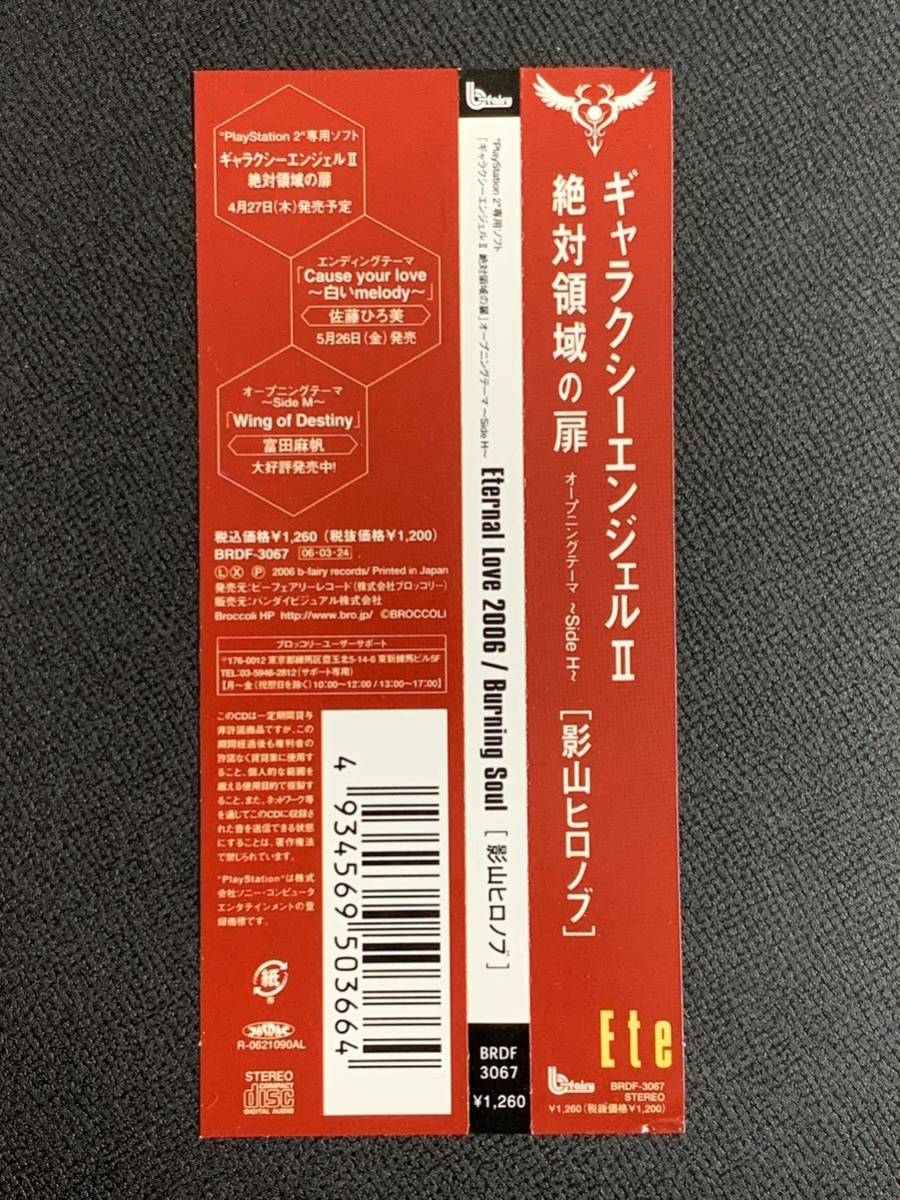 "PlayStation 2"専用ソフト
ギャラクシーエンジェルⅡ
絶対領域の扉
4月27日(木)発売予定
エンディングテーマ
「Cause your love
～白いmelody～」
佐藤ひろ美
5月26日(金)発売
オープニングテーマ
～Side M～
「Wing of Destiny」
富田麻帆
大好評発売中!
税込価格¥1,260(税抜価格¥1,200)
BRDF-3067 06・03・24
Ⓛ Ⓧ Ⓟ 2006 b-fairy records/ Printed in Japan
発売元:ビーフェアリーレコード(株式会社ブロッコリー)
販売元:バンダイビジュアル株式会社
Broccoli HP http://www.bro.jp/ ©BROCCOLI
ブロッコリーユーザーサポート
〒176-0012 東京都練馬区豊玉北5-14-6 東新練馬ビル5F
TEL:03-5946-2812(サポート専用)
【月～金(祝祭日を除く)10:00～12:00/13:00～17:00】
このCDは一定期間貸与
非許諾商品ですが、この
期間経過後も権利者の
許諾なく賃貸業に使用す
ること、個人的な範囲を
超える使用目的で複製す
ること、また、ネットワーク等
を通じてこのCDに収録さ
れた音を送信できる状態
にすることは、著作権法
で禁じられています。
"PlayStation"は株式
会社ソニー・コンピュータ
エンタテインメントの登
録商標です。
紙
R-0621090AL
STEREO
COMPACT
disc
DIGITAL AUDIO
4 934569 503664
b-fairy
"PlayStation 2"専用ソフト
「ギャラクシーエンジェルⅡ 絶対領域の扉」オープニングテーマ ～Side H～
Eternal Love 2006 / Burning Soul [影山ヒロノブ]
BRDF
3067
¥1,260
ギャラクシーエンジェルⅡ [影山ヒロノブ]
絶対領域の扉 オープニングテーマ ～Side H～
Ete
b-fairy
BRDF-3067
STEREO
¥1,260(税抜価格¥1,200)